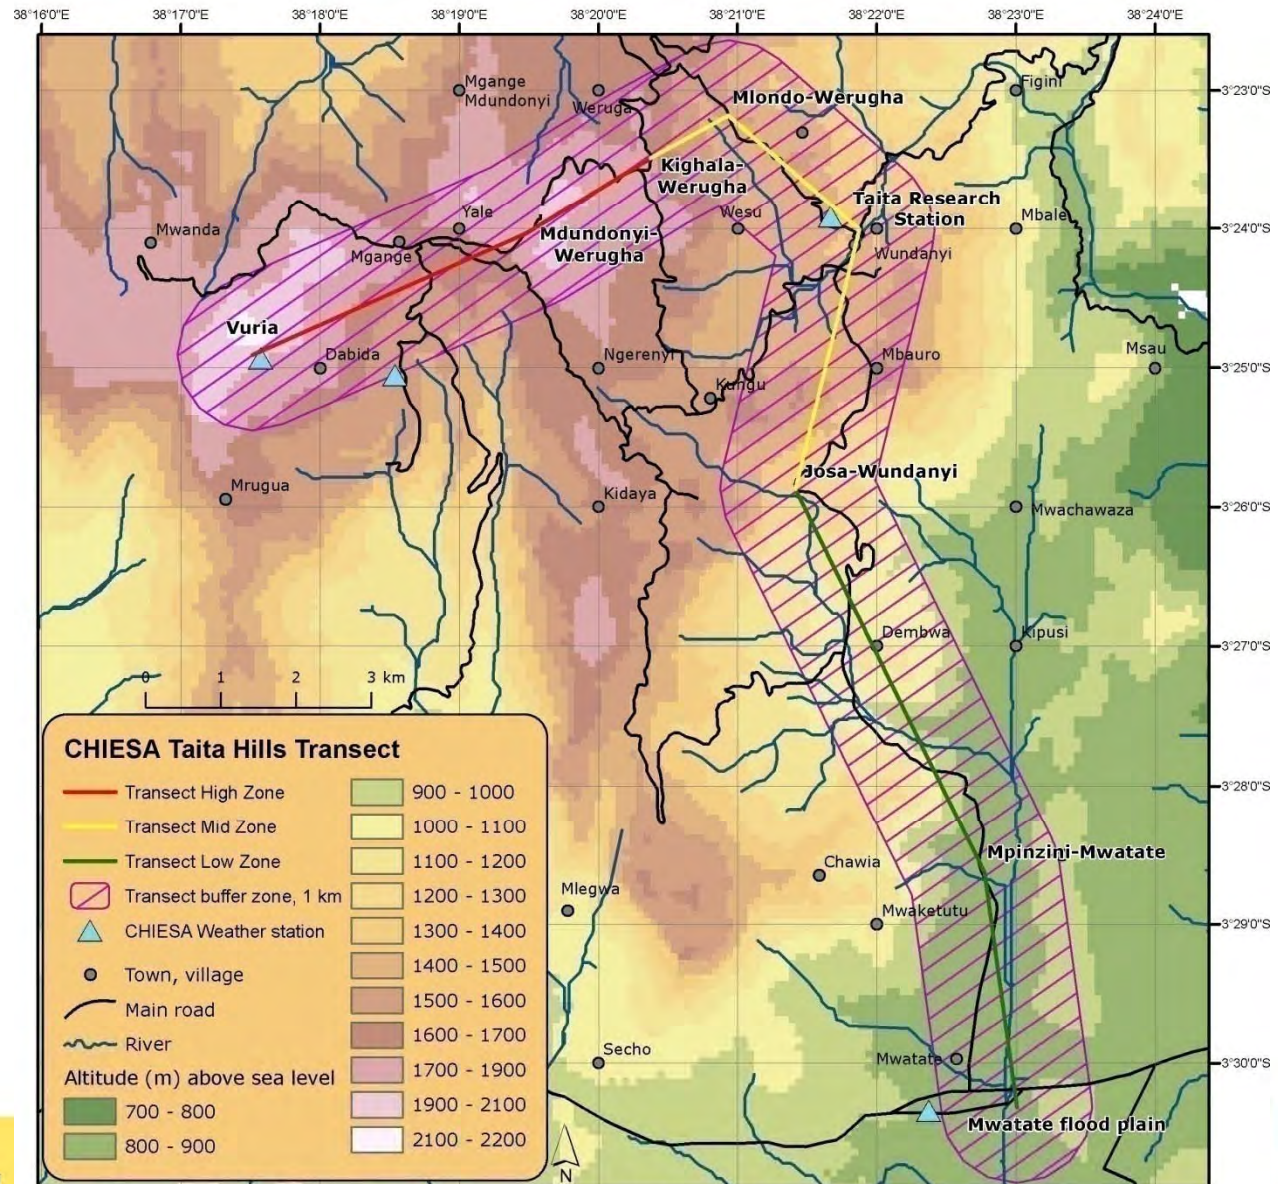 38°16'0"E
38°17'0"E
38°18'0"E
38°19'0"E
38°20'0"E
38°21'0"E
38°22'0"E
38°23'0"E
38°24'0"E
3°23'0"S
3°24'0"S
3°25'0"S
3°26'0"S
3°27'0"S
3°28'0"S
3°29'0"S
3°30'0"S
Mgange
Mdundonyi
Weruga
Mlondo-Werugha
Figini
Kighala-
Werugha
Taita Research
Station
Mwanda
Yale
Wesu
Mbale
Mgange
Mdundonyi-
Werugha
Wundanyi
Vuria
Dabida
Ngerenyi
Mbauro
Msau
Kungu
Josa-Wundanyi
Mrugua
Kidaya
Mwachawaza
Dembwa
Kipusi
0 1 2 3 km
Mpinzini-Mwatate
Chawia
Mlegwa
Mwaketutu
Secho
Mwatate
Mwatate flood plain
N
CHIESA Taita Hills Transect
Transect High Zone
Transect Mid Zone
Transect Low Zone
Transect buffer zone, 1 km
CHIESA Weather station
Town, village
Main road
River
Altitude (m) above sea level
700 - 800
800 - 900
900 - 1000
1000 - 1100
1100 - 1200
1200 - 1300
1300 - 1400
1400 - 1500
1500 - 1600
1600 - 1700
1700 - 1900
1900 - 2100
2100 - 2200